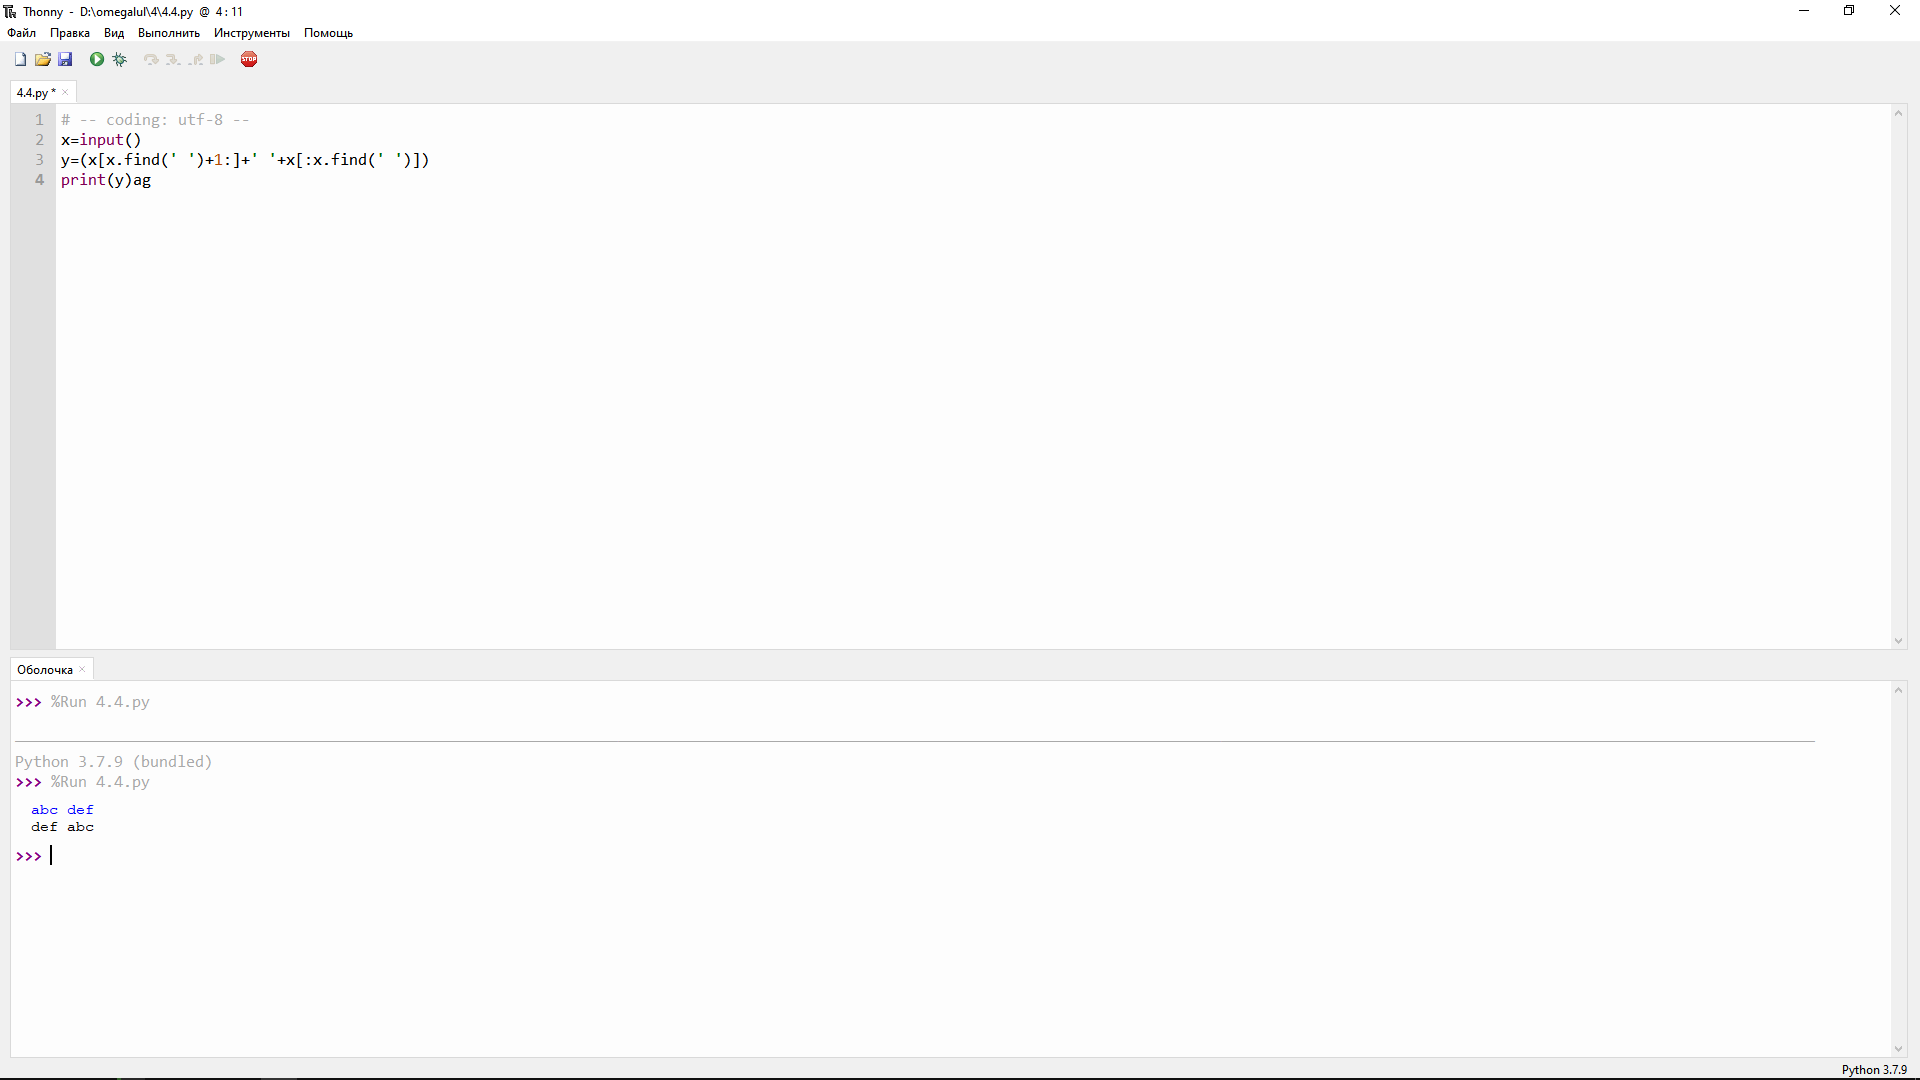 Thonny - D:\omegalul\4\4.4.py @ 4 : 11
Файл Правка Вид Выполнить Инструменты Помощь
STOP
4.4.py *
1 # -- coding: utf-8 --
2 x=input()
3 y=(x[x.find(' ')+1:]+' '+x[:x.find(' ')])
4 print(y)ag
Оболочка
>>> %Run 4.4.py
Python 3.7.9 (bundled)
>>> %Run 4.4.py
abc def
def abc
>>>
Python 3.7.9